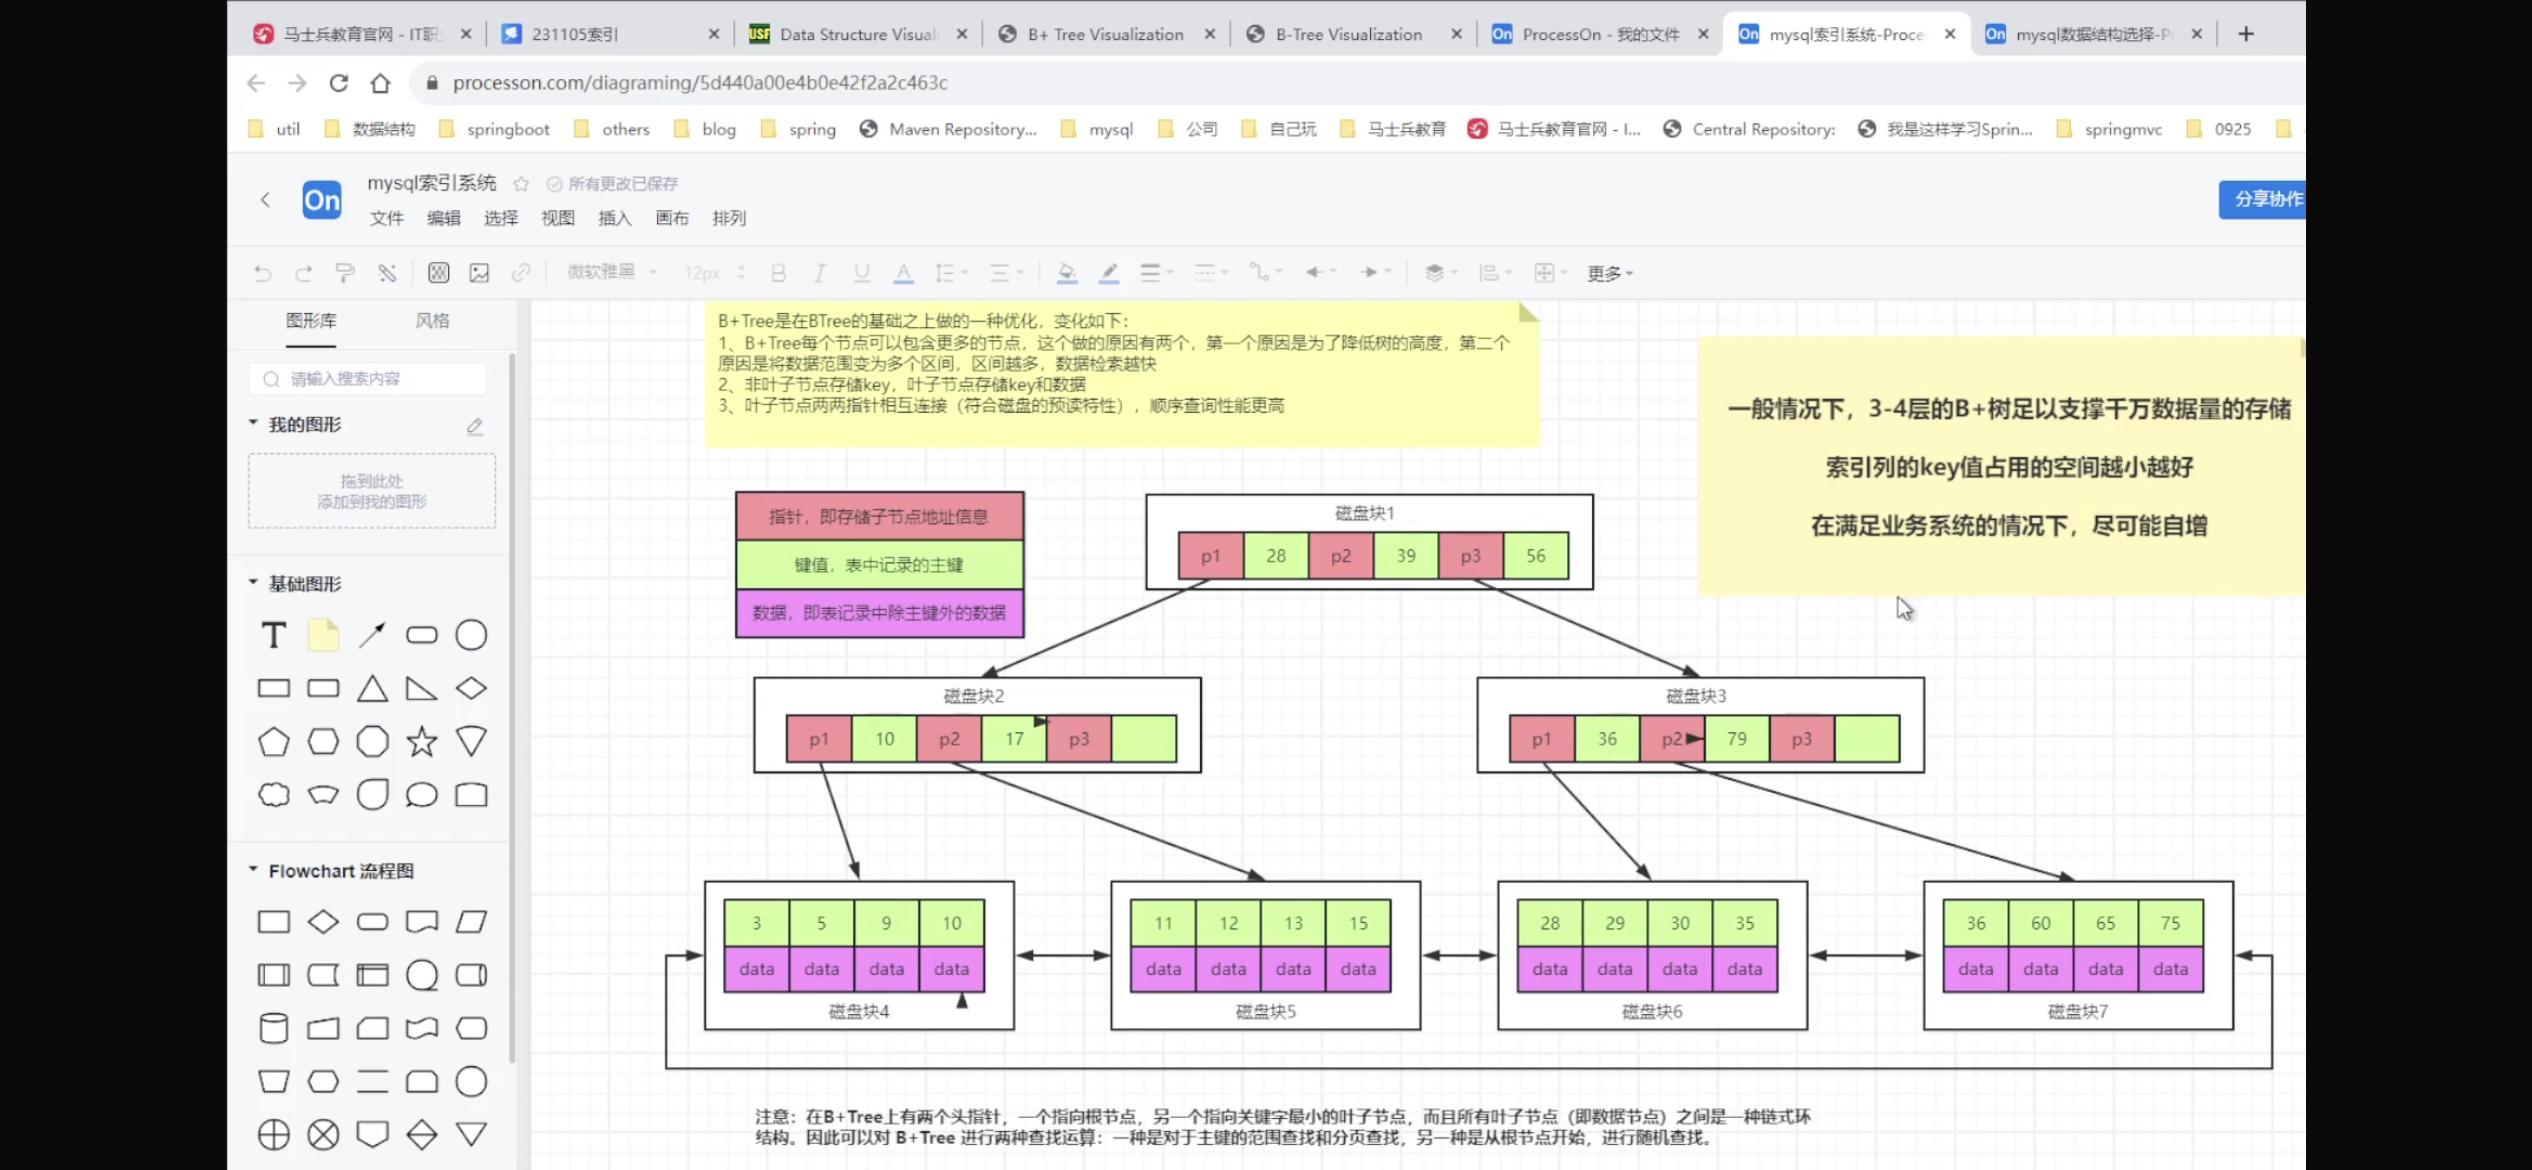 马士兵教育官网 - IT职
231105索引
Data Structure Visuali
B+ Tree Visualization
B-Tree Visualization
ProcessOn - 我的文件
mysql索引系统-Proce
mysql数据结构选择-P
processon.com/diagraming/5d440a00e4b0e42f2a2c463c
util
数据结构
springboot
others
blog
spring
Maven Repository...
mysql
公司
自己玩
马士兵教育
马士兵教育官网 - I...
Central Repository:
我是这样学习Sprin...
springmvc
0925
On
mysql索引系统
所有更改已保存
分享协作
文件 编辑 选择 视图 插入 画布 排列
微软雅黑 12px B I U A 更多
图形库 风格
请输入搜索内容
我的图形
拖到此处
添加到我的图形
基础图形
T
Flowchart 流程图
B+Tree是在BTree的基础之上做的一种优化，变化如下：
1、B+Tree每个节点可以包含更多的节点，这个做的原因有两个，第一个原因是为了降低树的高度，第二个
原因是将数据范围变为多个区间，区间越多，数据检索越快
2、非叶子节点存储key，叶子节点存储key和数据
3、叶子节点两两指针相互连接（符合磁盘的预读特性），顺序查询性能更高
一般情况下，3-4层的B+树足以支撑千万数据量的存储
索引列的key值占用的空间越小越好
在满足业务系统的情况下，尽可能自增
指针，即存储子节点地址信息
键值，表中记录的主键
数据，即表记录中除主键外的数据
磁盘块1
p1 28 p2 39 p3 56
磁盘块2
p1 10 p2 17 p3
磁盘块3
p1 36 p2 79 p3
3 5 9 10
data data data data
磁盘块4
11 12 13 15
data data data data
磁盘块5
28 29 30 35
data data data data
磁盘块6
36 60 65 75
data data data data
磁盘块7
注意：在B+Tree上有两个头指针，一个指向根节点，另一个指向关键字最小的叶子节点，而且所有叶子节点（即数据节点）之间是一种链式环
结构。因此可以对 B+Tree 进行两种查找运算：一种是对于主键的范围查找和分页查找，另一种是从根节点开始，进行随机查找。